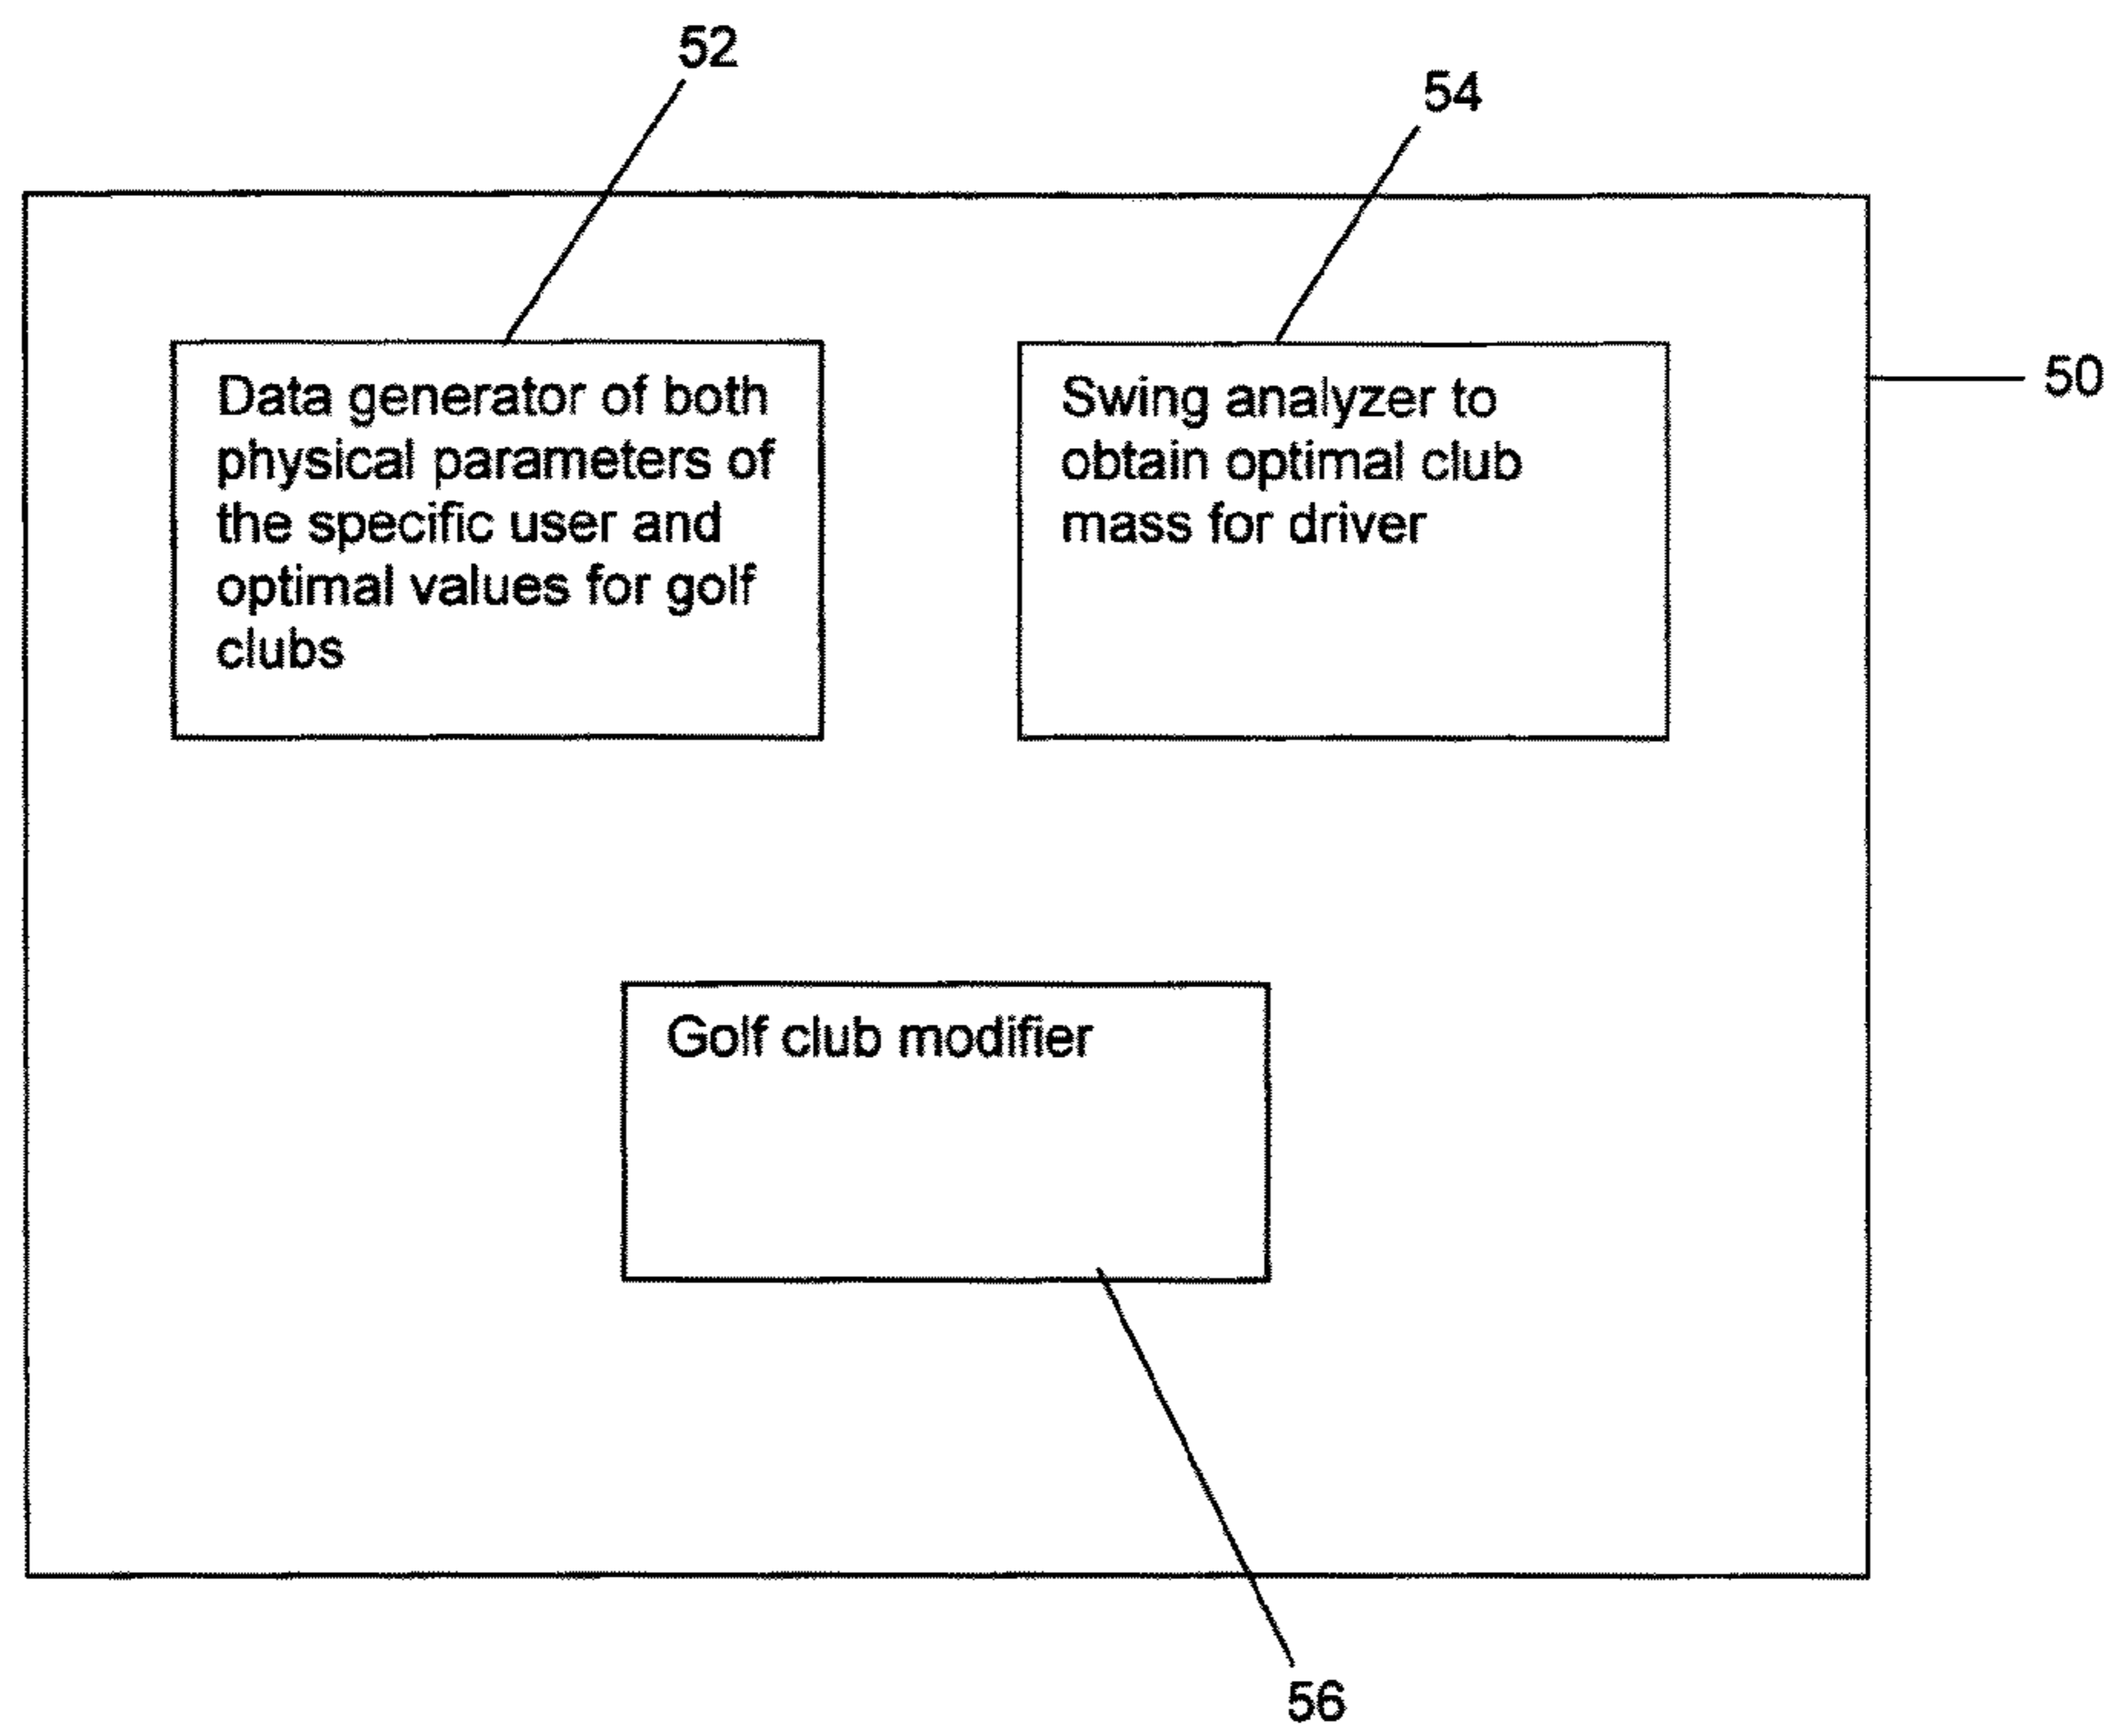 52
54
50
Data generator of both
physical parameters of
the specific user and
optimal values for golf
clubs
Swing analyzer to
obtain optimal club
mass for driver
Golf club modifier
56